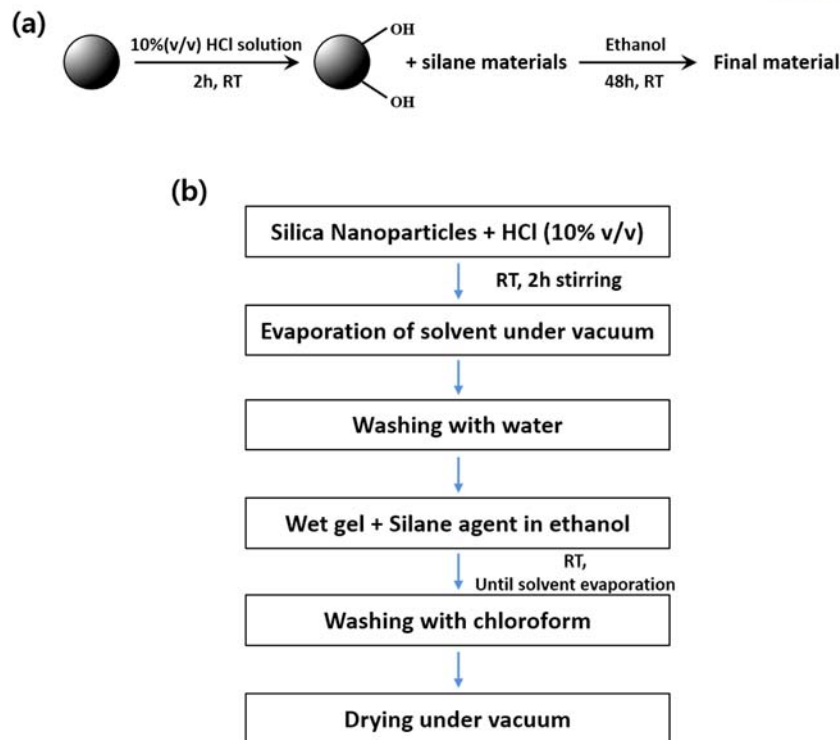 (a)
10%(v/v) HCl solution
2h, RT
OH
OH
+ silane materials
Ethanol
48h, RT
Final material
(b)
Silica Nanoparticles + HCl (10% v/v)
RT, 2h stirring
Evaporation of solvent under vacuum
Washing with water
Wet gel + Silane agent in ethanol
RT,
Until solvent evaporation
Washing with chloroform
Drying under vacuum